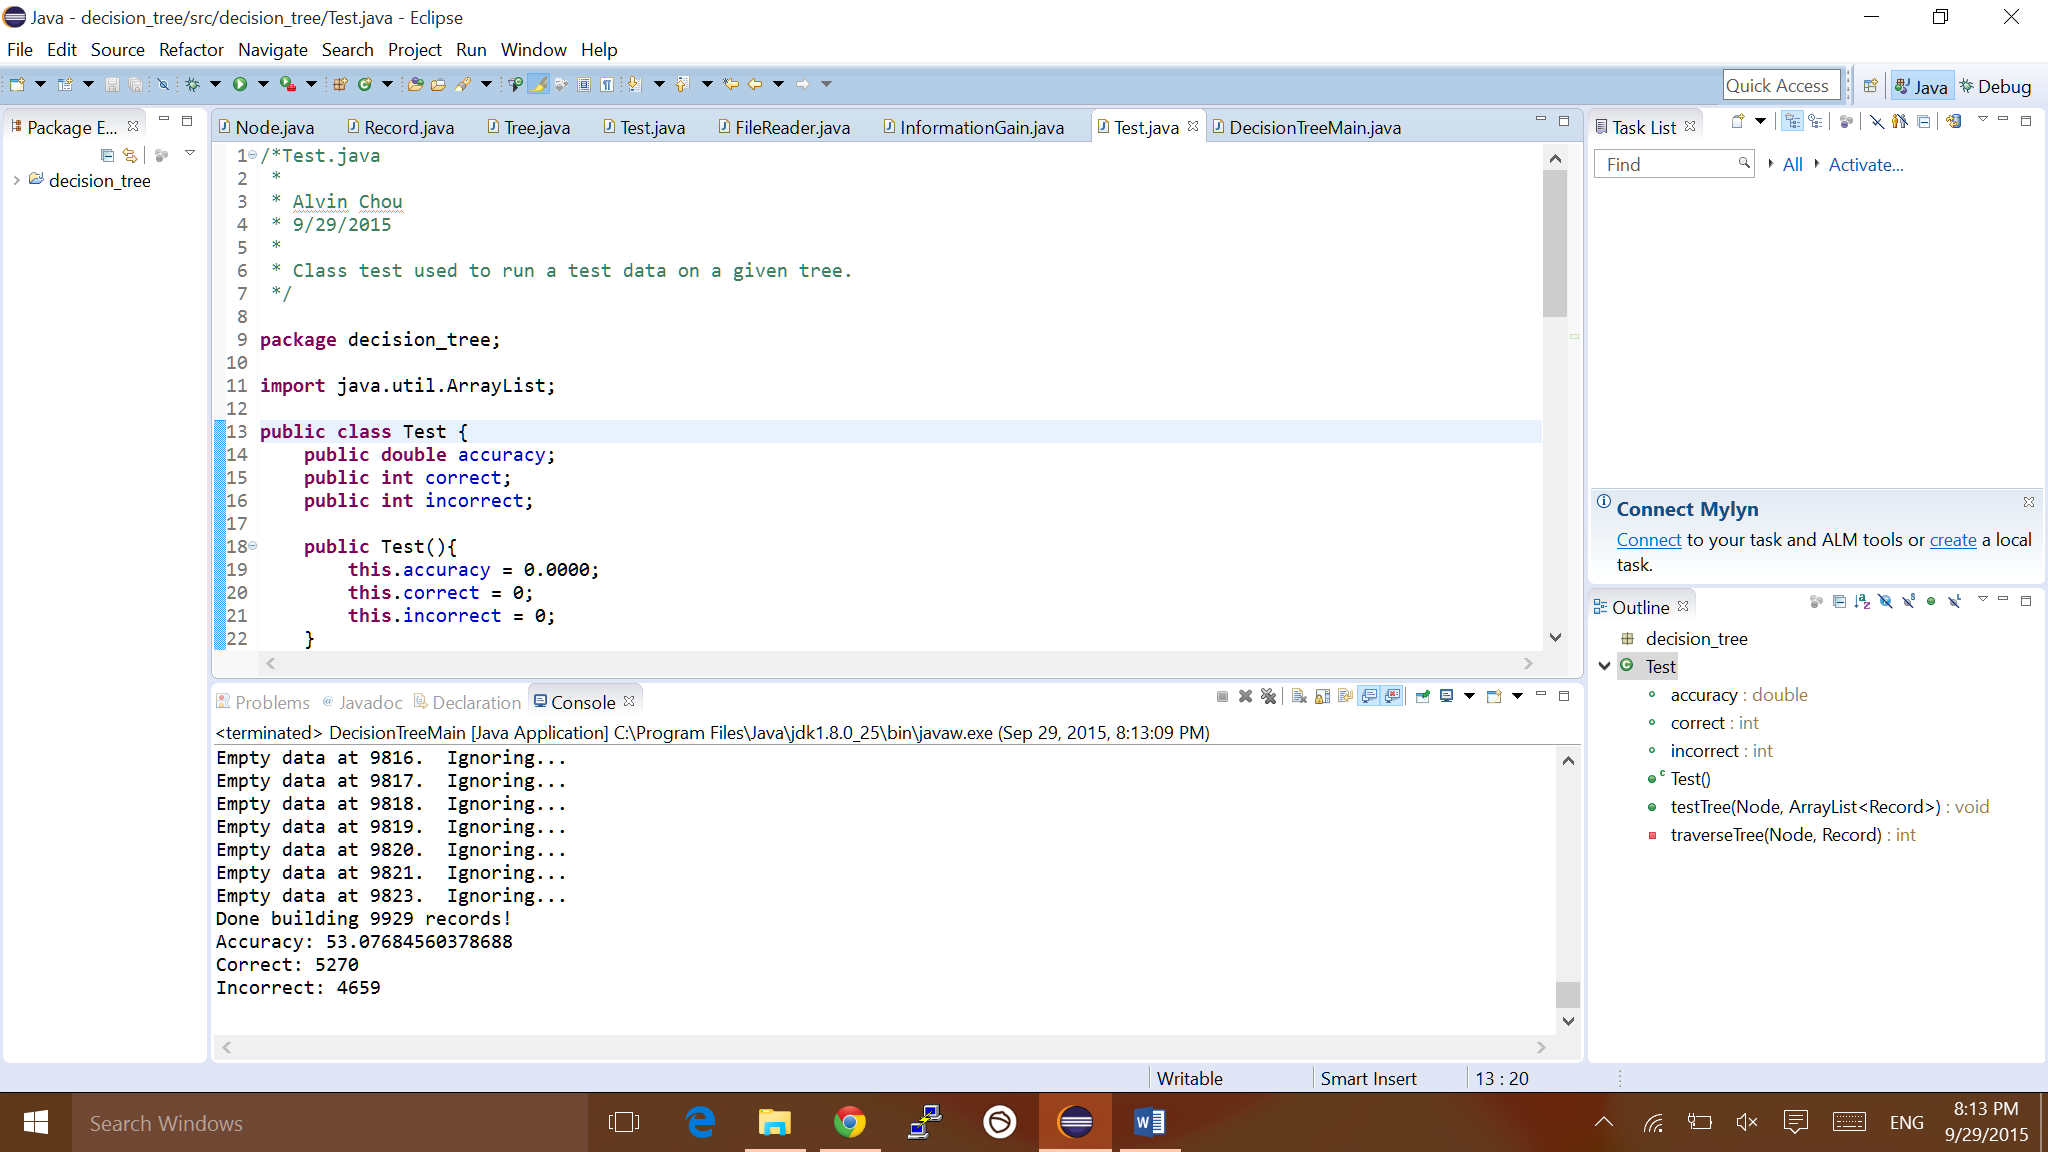 Java - decision_tree/src/decision_tree/Test.java - Eclipse
File Edit Source Refactor Navigate Search Project Run Window Help
Quick Access Java Debug
Package E...
decision_tree
Node.java Record.java Tree.java Test.java FileReader.java InformationGain.java Test.java DecisionTreeMain.java
1 /*Test.java
2 *
3 * Alvin Chou
4 * 9/29/2015
5 *
6 * Class test used to run a test data on a given tree.
7 */
8
9 package decision_tree;
10
11 import java.util.ArrayList;
12
13 public class Test {
14 public double accuracy;
15 public int correct;
16 public int incorrect;
17
18 public Test(){
19 this.accuracy = 0.0000;
20 this.correct = 0;
21 this.incorrect = 0;
22 }
Task List
Find All Activate...
Connect Mylyn
Connect to your task and ALM tools or create a local
task.
Outline
decision_tree
Test
accuracy : double
correct : int
incorrect : int
Test()
testTree(Node, ArrayList<Record>) : void
traverseTree(Node, Record) : int
Problems @ Javadoc Declaration Console
<terminated> DecisionTreeMain [Java Application] C:\Program Files\Java\jdk1.8.0_25\bin\javaw.exe (Sep 29, 2015, 8:13:09 PM)
Empty data at 9816.  Ignoring...
Empty data at 9817.  Ignoring...
Empty data at 9818.  Ignoring...
Empty data at 9819.  Ignoring...
Empty data at 9820.  Ignoring...
Empty data at 9821.  Ignoring...
Empty data at 9823.  Ignoring...
Done building 9929 records!
Accuracy: 53.07684560378688
Correct: 5270
Incorrect: 4659
Writable Smart Insert 13 : 20
Search Windows
ENG
8:13 PM
9/29/2015